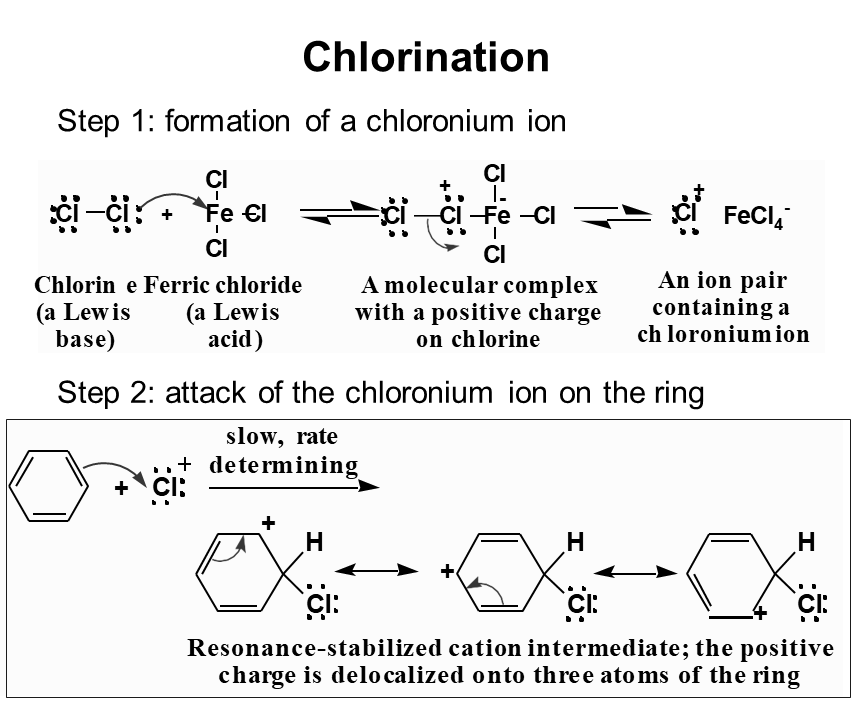 Chlorination
Step 1: formation of a chloronium ion
Cl
Cl
Cl
+
:Cl —Cl: + Fe -Cl :Cl —Cl —Fe —Cl Cl + FeCl4-
Cl
Cl
Chlorin e Ferric chloride
(a Lewis (a Lewis
base) acid)
A molecular complex
with a positive charge
on chlorine
An ion pair
containing a
ch loronium ion
Step 2: attack of the chloronium ion on the ring
slow, rate
determining
+ Cl: +
+ H
Cl:
+ H
Cl:
H
+ Cl:
Resonance-stabilized cation intermediate; the positive
charge is delocalized onto three atoms of the ring